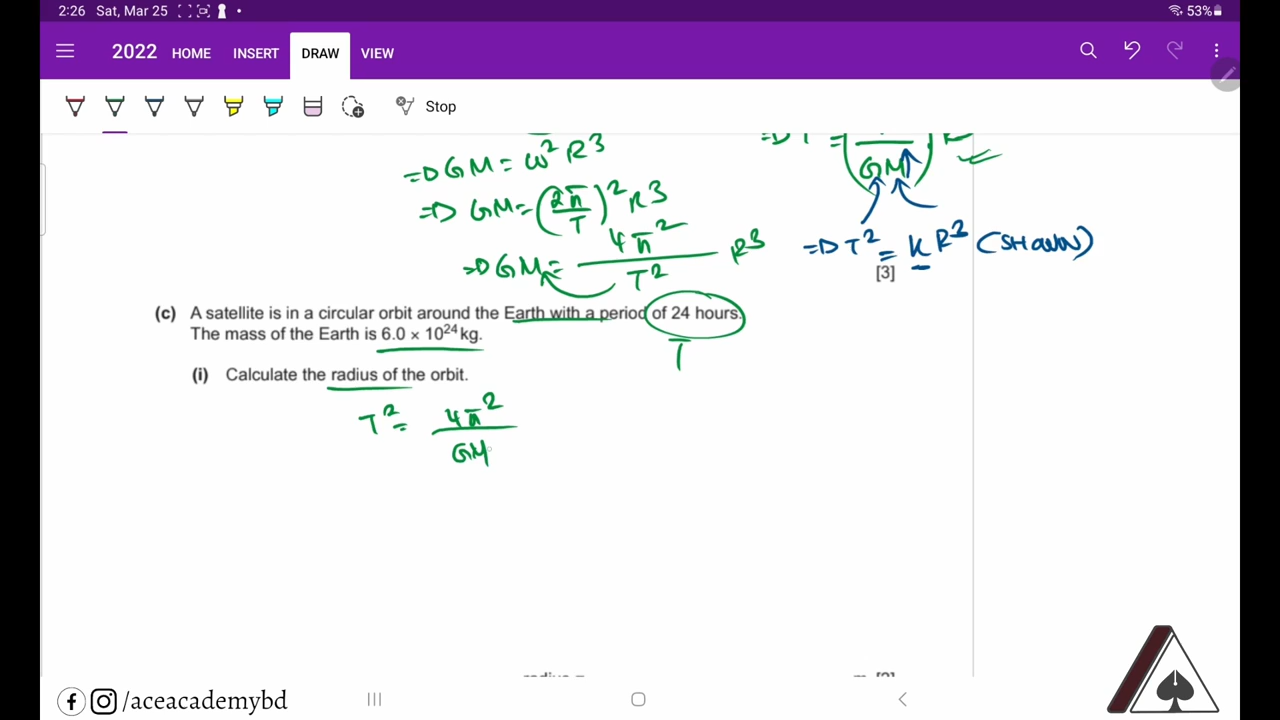 2:26 Sat, Mar 25
53%
2022 HOME INSERT DRAW VIEW
Stop
=D GM = ω² R3
=D GM = (2π/T)² R3
=D GM = 4π²/T² R3
GM
=D T² = K R3 (SHOWN)
[3]
(c) A satellite is in a circular orbit around the Earth with a period of 24 hours.
The mass of the Earth is 6.0 × 10²⁴ kg.
T
(i) Calculate the radius of the orbit.
T² = 4π²/GM
/aceacademybd